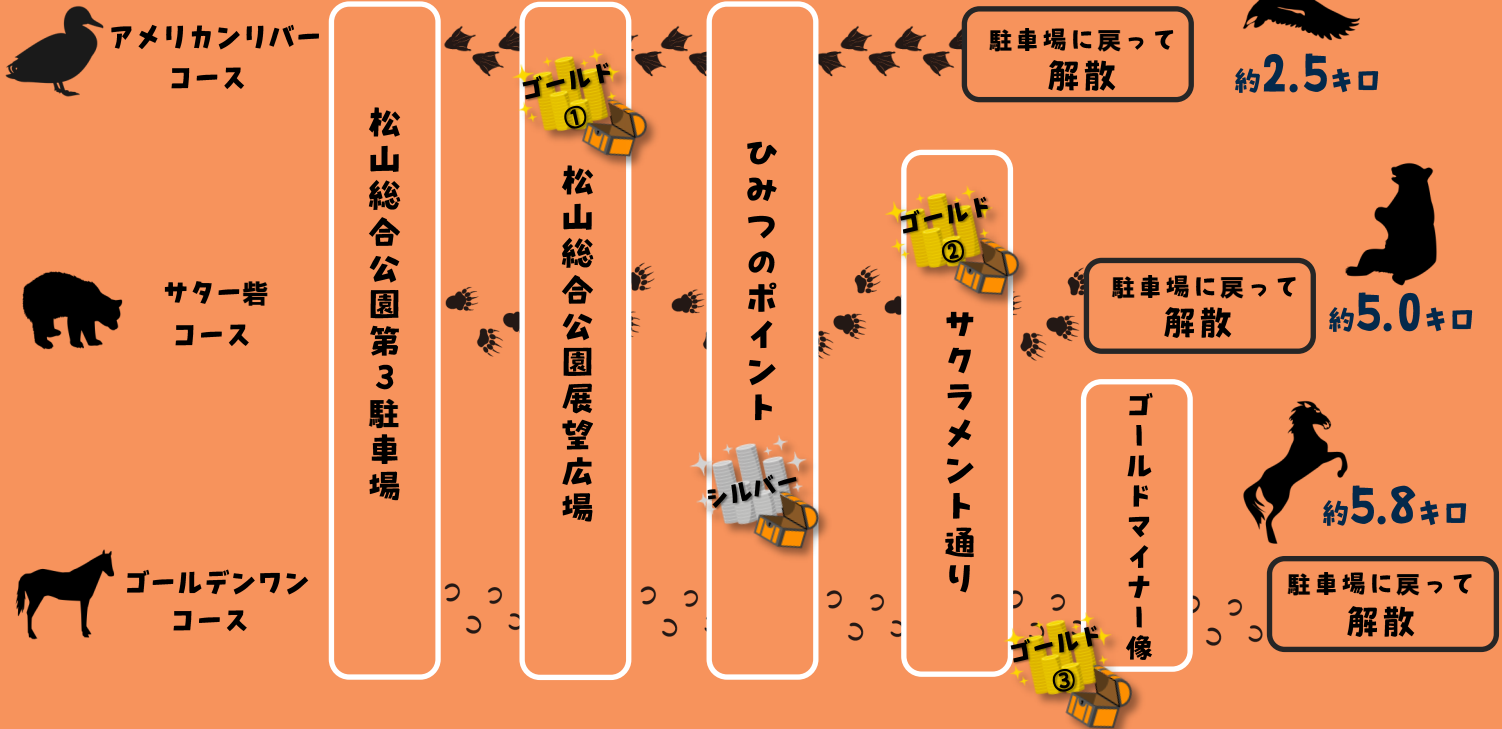 アメリカンリバー
コース
松山総合公園第3駐車場
ゴールド
①
松山総合公園展望広場
ひみつのポイント
シルバー
駐車場に戻って
解散
約2.5キロ
サター砦
コース
ゴールド
②
サクラメント通り
駐車場に戻って
解散
約5.0キロ
ゴールデンワン
コース
ゴールドマイナー像
ゴールド
③
約5.8キロ
駐車場に戻って
解散